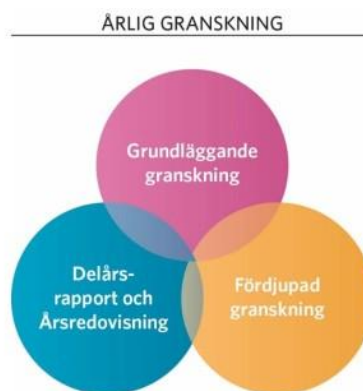 ÅRLIG GRANSKNING
Grundläggande
granskning
Delårs-
rapport och
Årsredovisning
Fördjupad
granskning